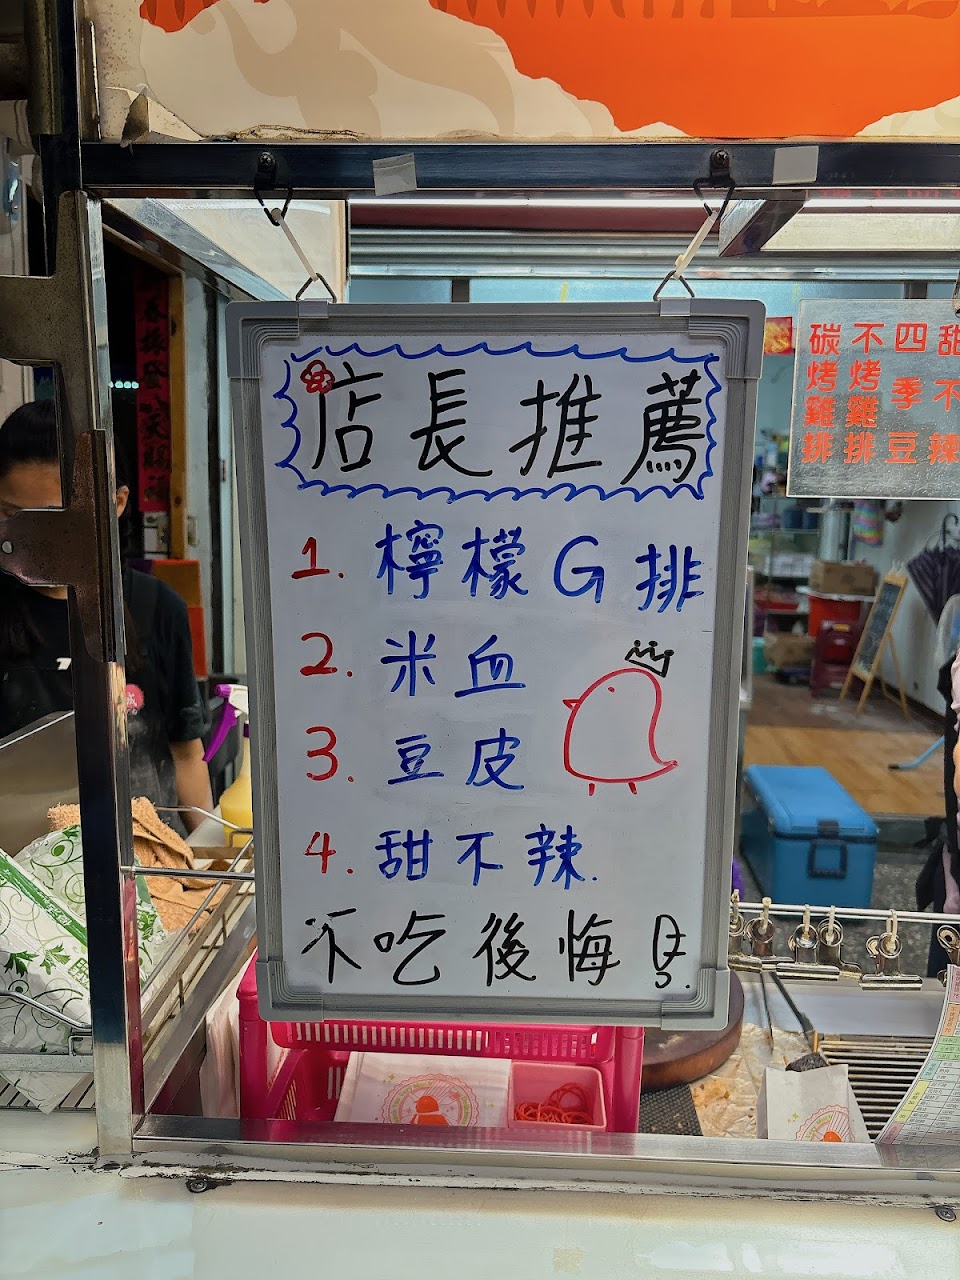 店長推薦
1. 檸檬G排
2. 米血
3. 豆皮
4. 甜不辣.
不吃後悔!
碳烤雞排
不烤雞排
四季豆
甜不辣